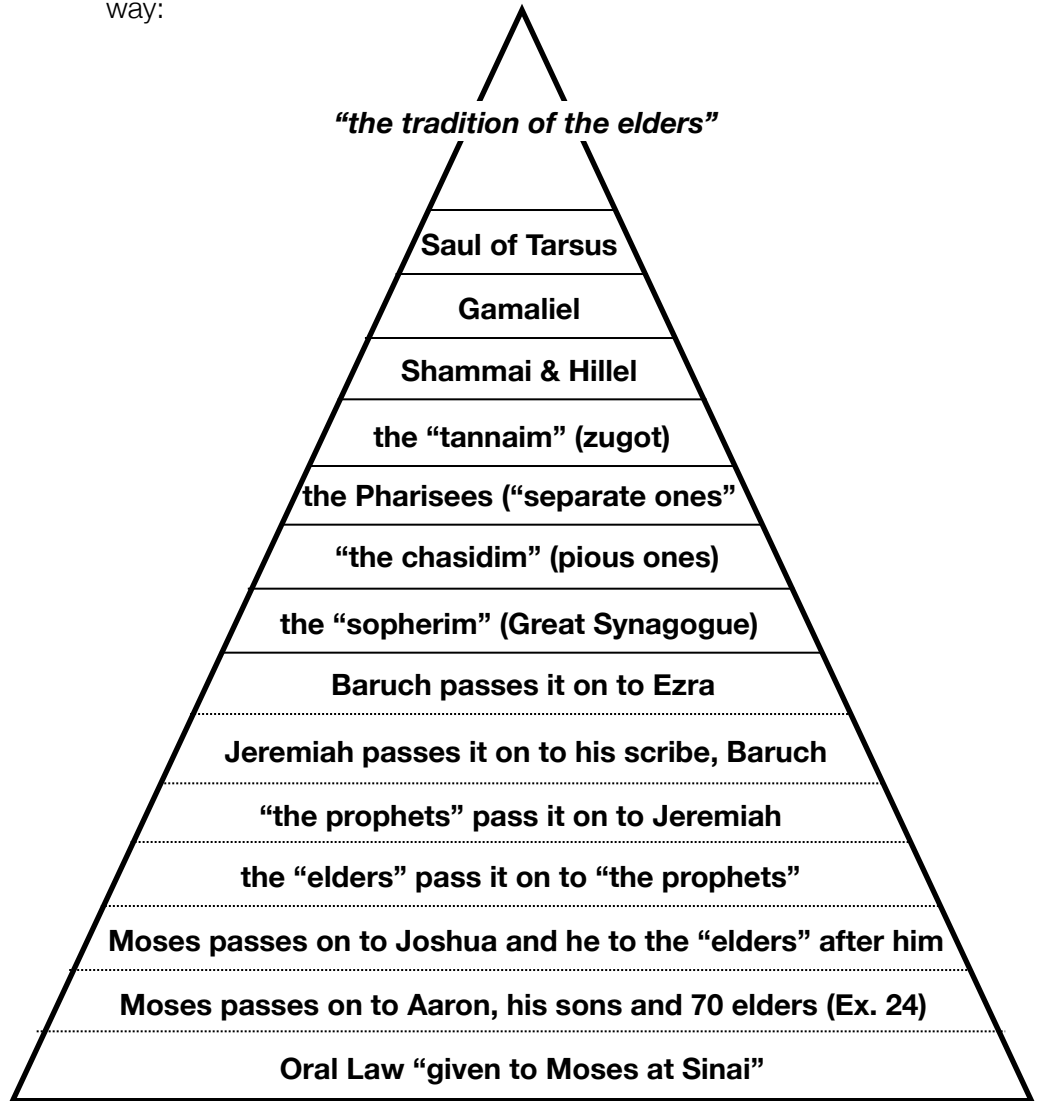 way:
“the tradition of the elders”
Saul of Tarsus
Gamaliel
Shammai & Hillel
the “tannaim” (zugot)
the Pharisees (“separate ones”
“the chasidim” (pious ones)
the “sopherim” (Great Synagogue)
Baruch passes it on to Ezra
Jeremiah passes it on to his scribe, Baruch
“the prophets” pass it on to Jeremiah
the “elders” pass it on to “the prophets”
Moses passes on to Joshua and he to the “elders” after him
Moses passes on to Aaron, his sons and 70 elders (Ex. 24)
Oral Law “given to Moses at Sinai”